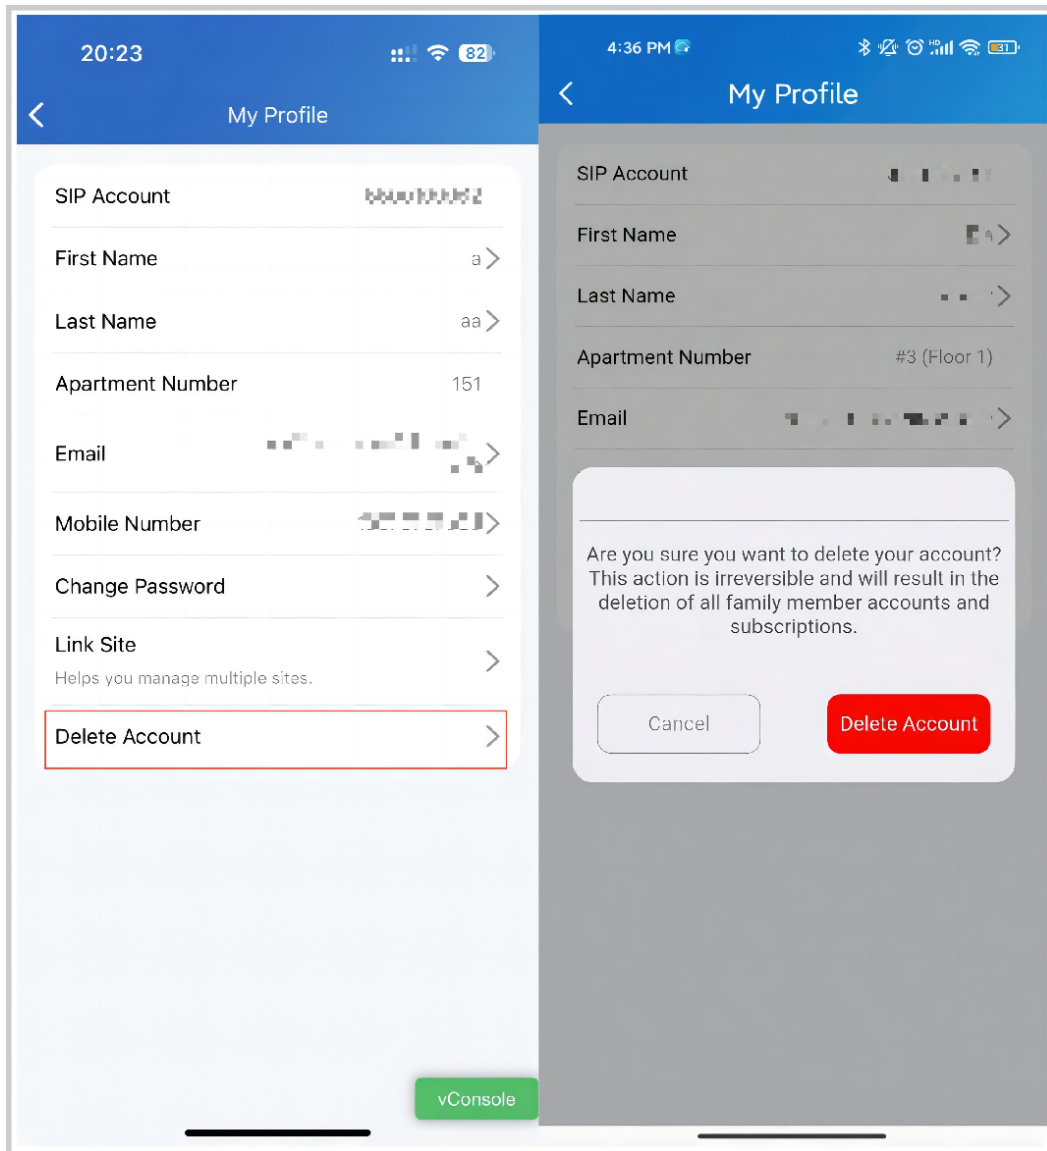 20:23
82
My Profile
SIP Account
First Name
a
Last Name
aa
Apartment Number
151
Email
Mobile Number
Change Password
Link Site
Helps you manage multiple sites.
Delete Account
vConsole
4:36 PM
HD
31
My Profile
SIP Account
First Name
Last Name
Apartment Number
#3 (Floor 1)
Email
Are you sure you want to delete your account?
This action is irreversible and will result in the
deletion of all family member accounts and
subscriptions.
Cancel
Delete Account